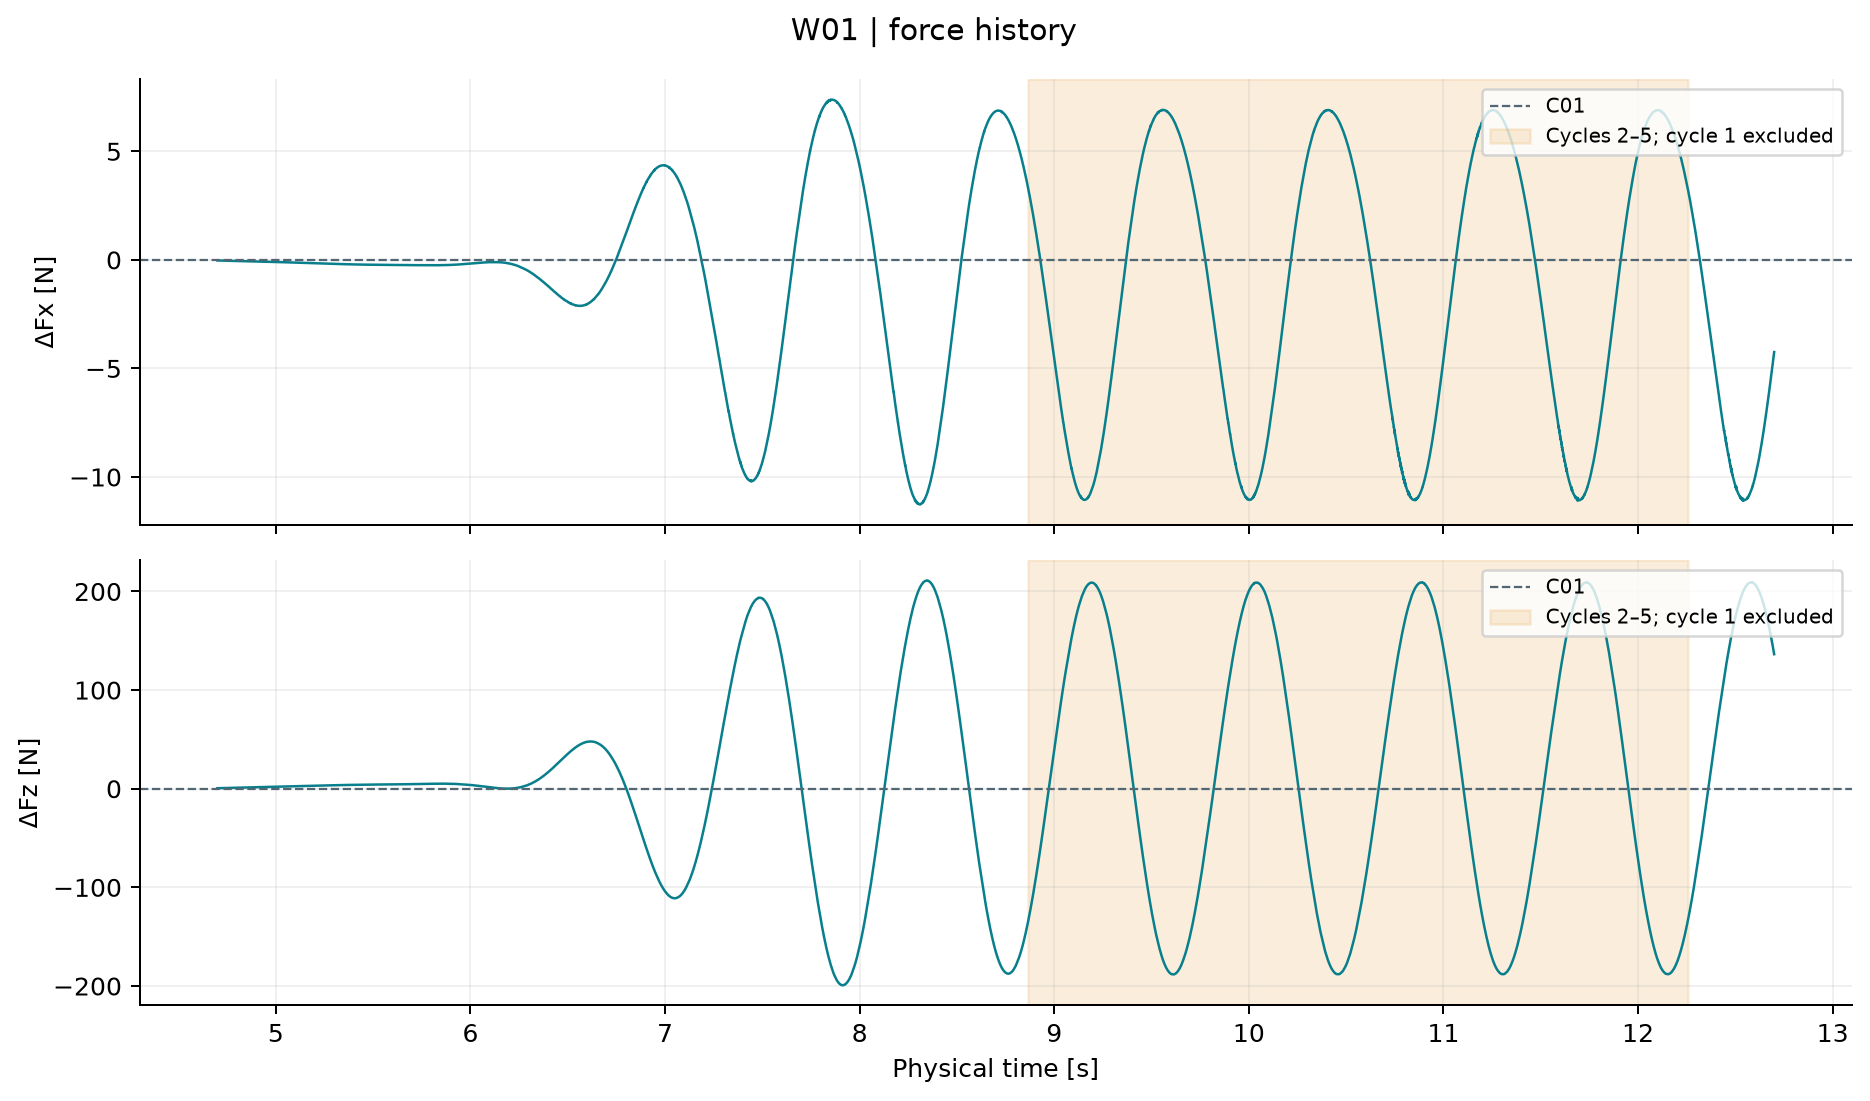 W01 | force history
ΔFx [N]
5
0
−5
−10
C01
Cycles 2–5; cycle 1 excluded
ΔFz [N]
200
100
0
−100
−200
C01
Cycles 2–5; cycle 1 excluded
5 6 7 8 9 10 11 12 13
Physical time [s]